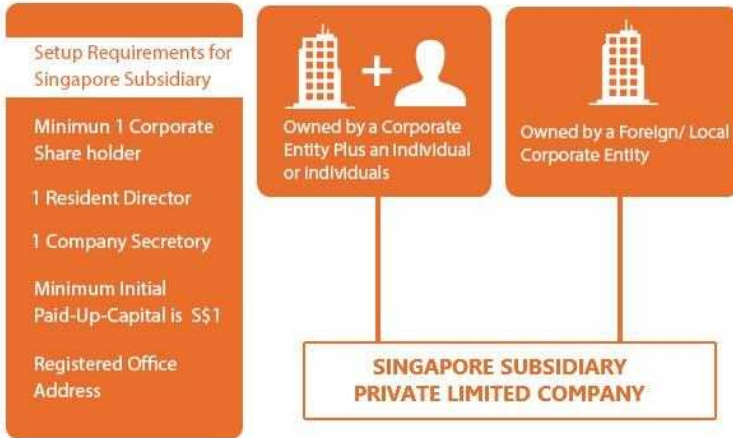 Setup Requirements for
Singapore Subsidiary
Minimun 1 Corporate
Share holder
1 Resident Director
1 Company Secretory
Minimum Initial
Paid-Up-Capital is S$1
Registered Office
Address
+
Owned by a Corporate
Entity Plus an Individual
or Individuals
Owned by a Foreign/ Local
Corporate Entity
SINGAPORE SUBSIDIARY
PRIVATE LIMITED COMPANY